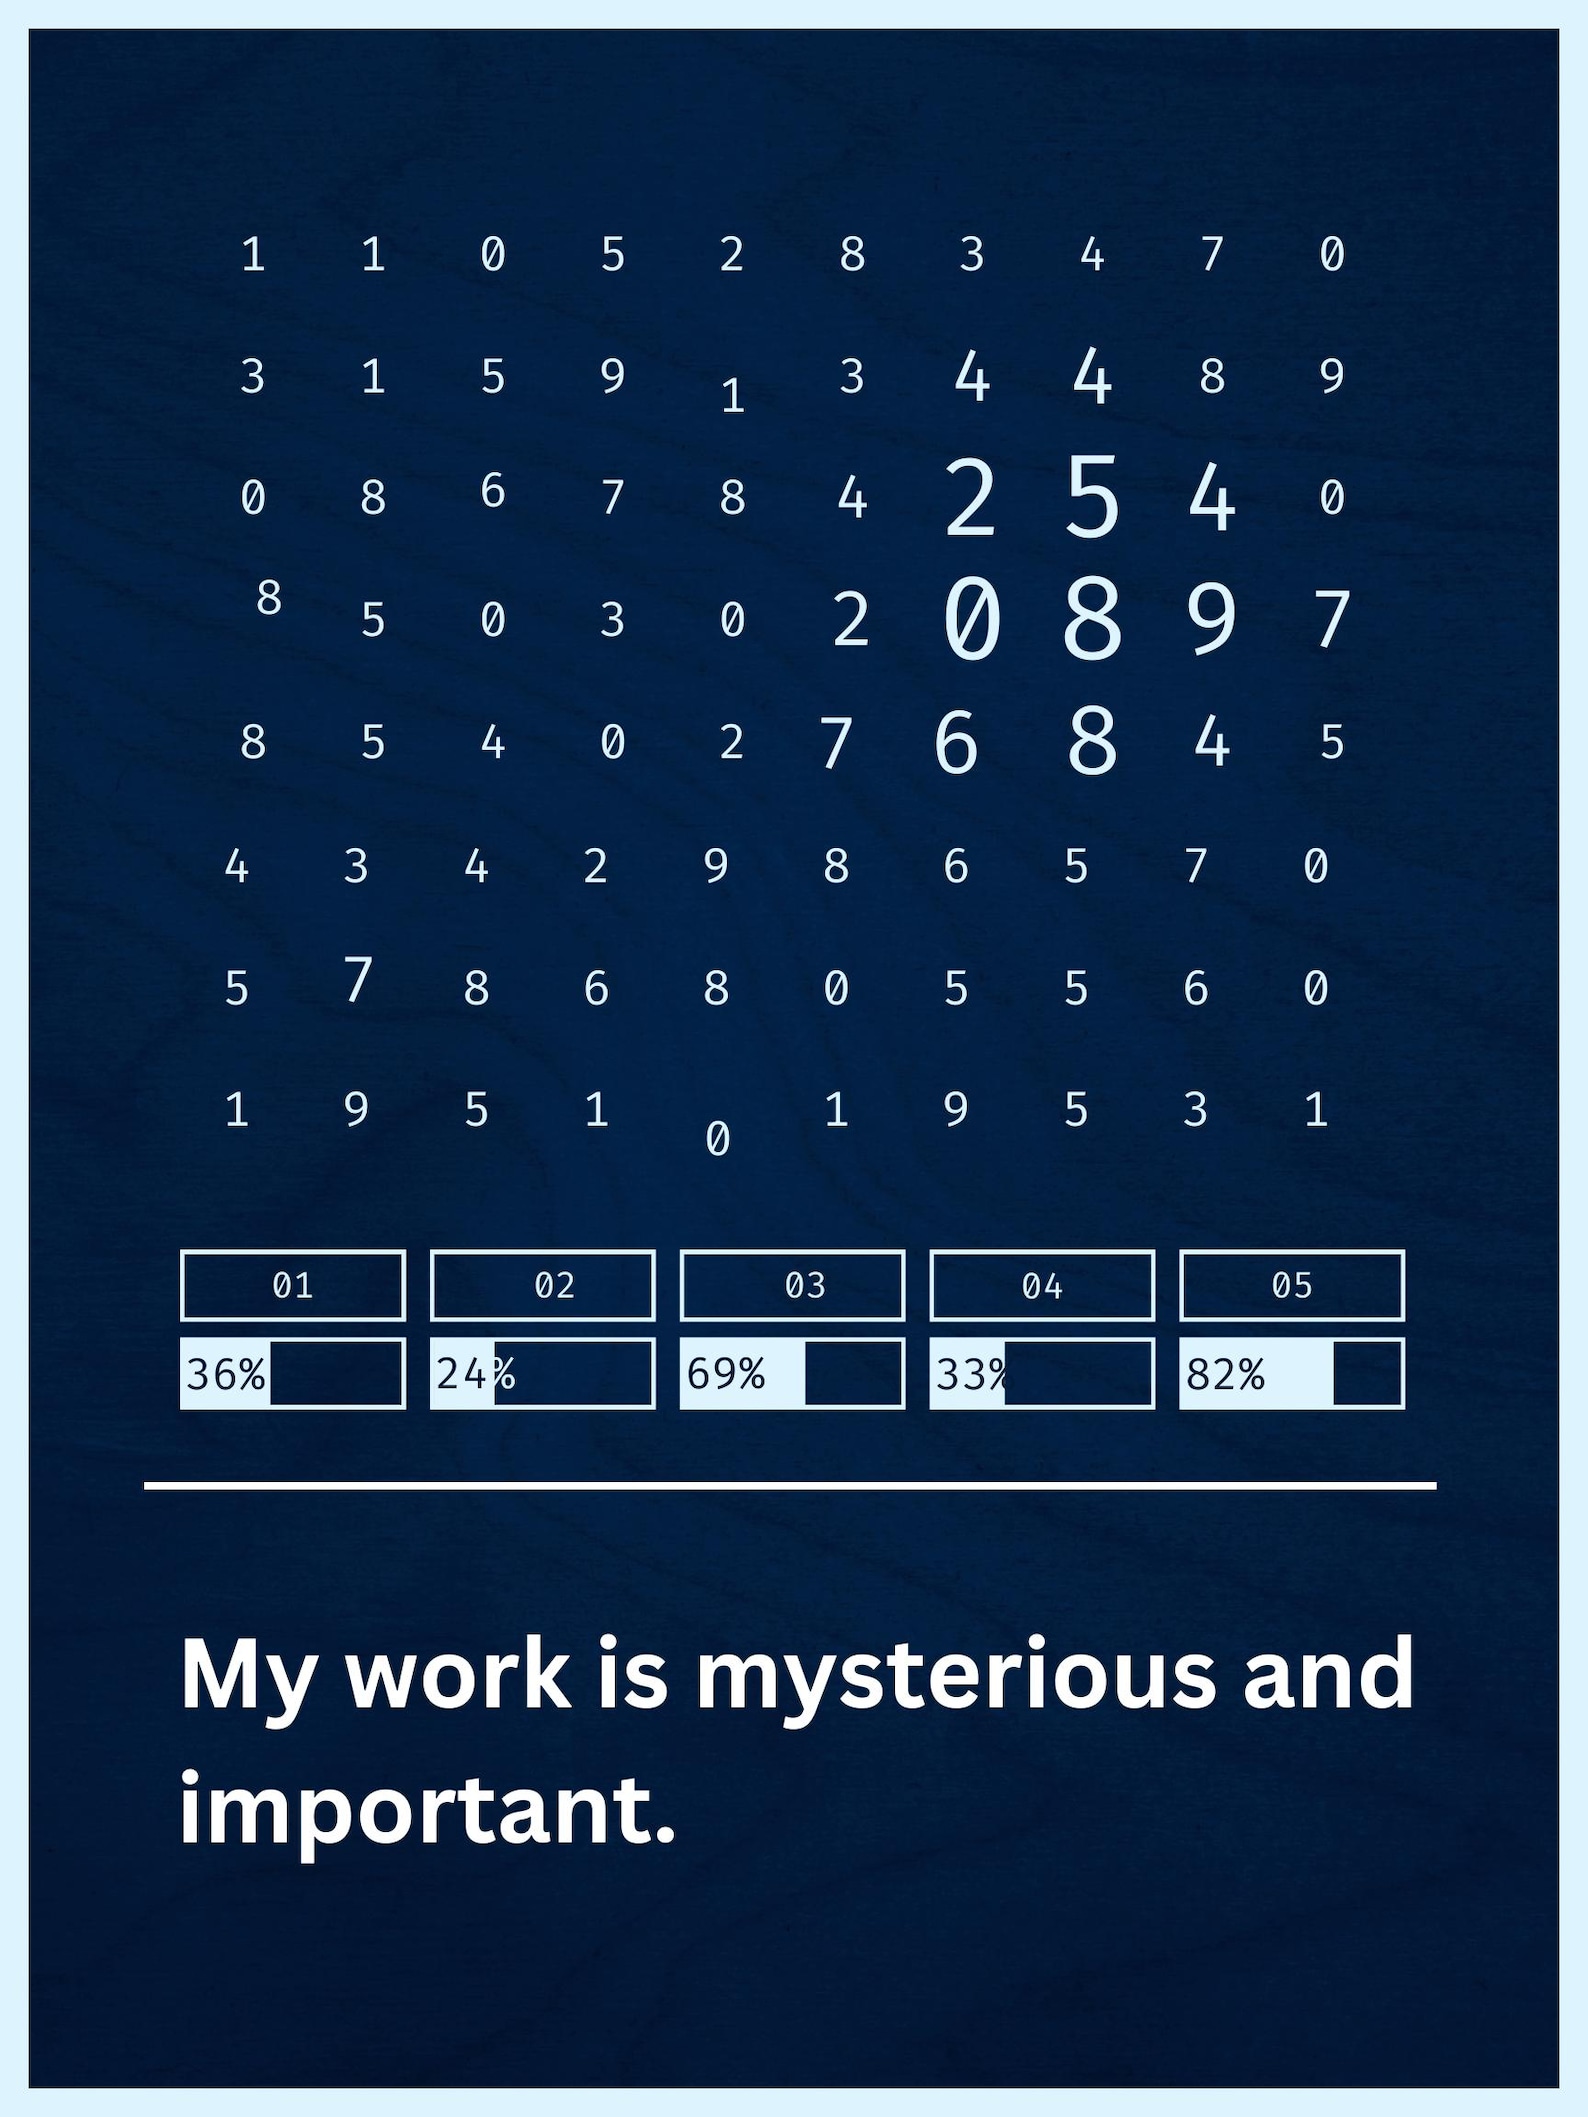 1 1 0 5 2 8 3 4 7 0
3 1 5 9 1 3 4 4 8 9
0 8 6 7 8 4 2 5 4 0
8 5 0 3 0 2 0 8 9 7
8 5 4 0 2 7 6 8 4 5
4 3 4 2 9 8 6 5 7 0
5 7 8 6 8 0 5 5 6 0
1 9 5 1 0 1 9 5 3 1
01 02 03 04 05
36% 24% 69% 33% 82%
My work is mysterious and
important.